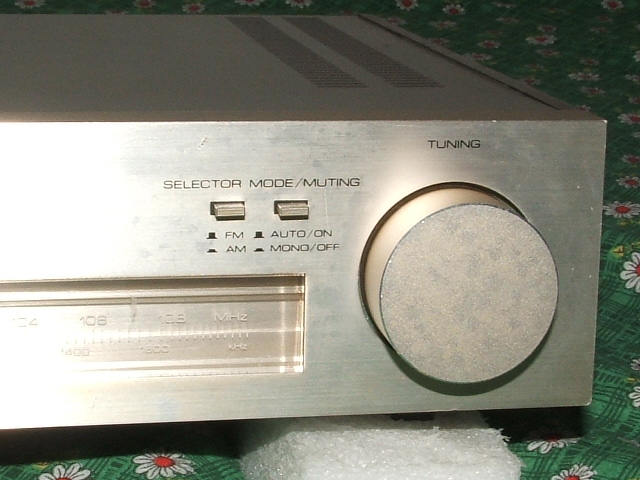 TUNING
SELECTOR MODE/MUTING
FM AUTO/ON
AM MONO/OFF
104 106 108 MHz
1400 1600 kHz